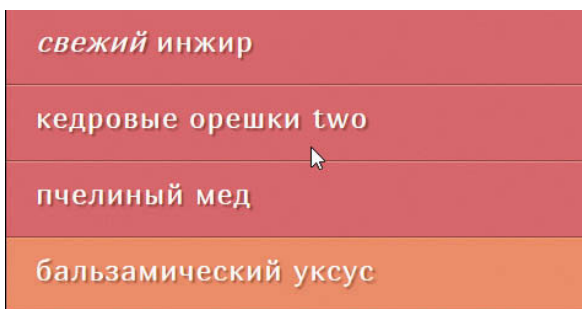 свежий инжир
кедровые орешки two
пчелиный мед
бальзамический уксус